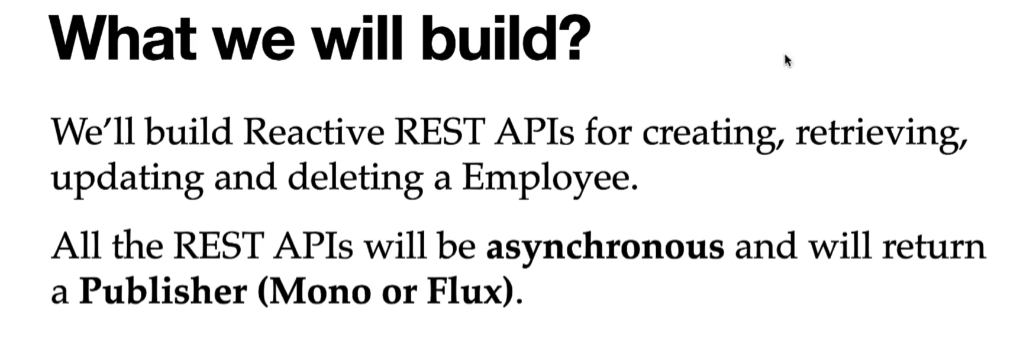 What we will build?
We'll build Reactive REST APIs for creating, retrieving,
updating and deleting a Employee.
All the REST APIs will be asynchronous and will return
a Publisher (Mono or Flux).